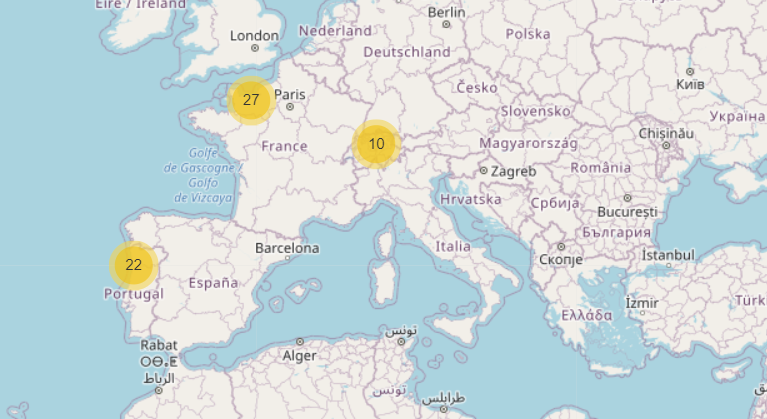 Éire / Ireland
London
Nederland
Berlin
Polska
Deutschland
27
Paris
Česko
Київ
Slovensko
Україна
Chișinău
10
France
Magyarország
Golfe
de Gascogne /
Golfo
de Vizcaya
Zagreb
România
Hrvatska
Србија
București
България
Barcelona
Italia
Скопје
İstanbul
22
España
Portugal
İzmir
Türk
Ελλάδα
Rabat
ⵔⴱⴰⵟ
الرباط
Alger
تونس
تونس
طرابلس